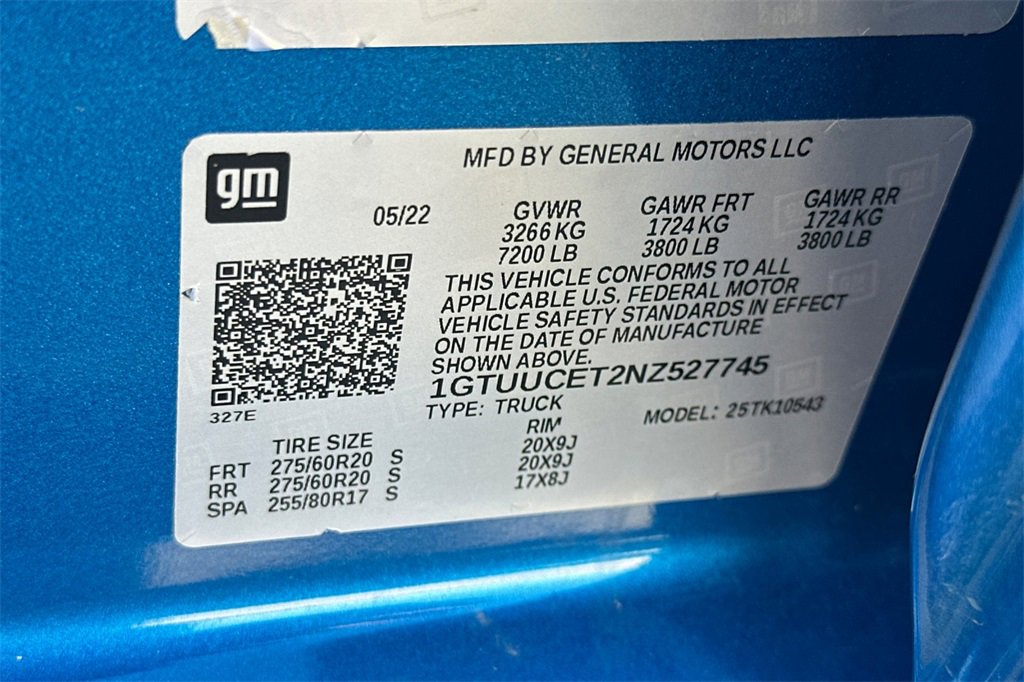 gm
MFD BY GENERAL MOTORS LLC
05/22
GVWR
3266 KG
7200 LB
GAWR FRT
1724 KG
3800 LB
GAWR RR
1724 KG
3800 LB
THIS VEHICLE CONFORMS TO ALL
APPLICABLE U.S. FEDERAL MOTOR
VEHICLE SAFETY STANDARDS IN EFFECT
ON THE DATE OF MANUFACTURE
SHOWN ABOVE.
1GTUUCET2NZ527745
TYPE: TRUCK
MODEL: 25TK10543
327E
TIRE SIZE
RIM
FRT 275/60R20 S 20X9J
RR 275/60R20 S 20X9J
SPA 255/80R17 S 17X8J